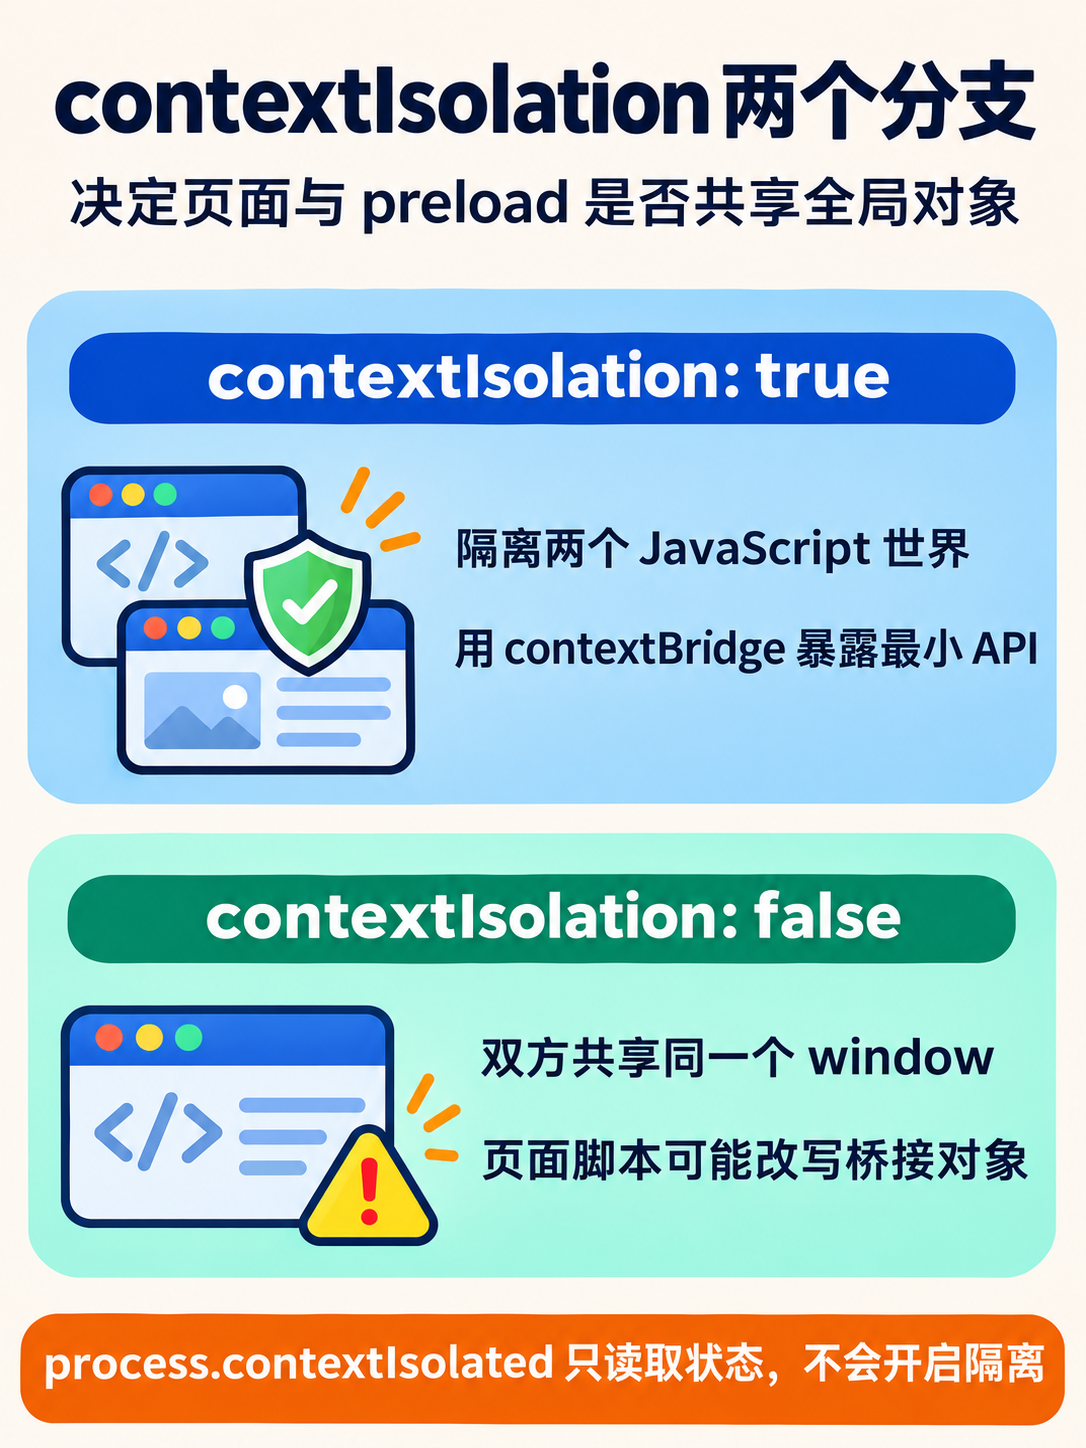 contextIsolation两个分支
决定页面与 preload 是否共享全局对象
contextIsolation: true
</>
隔离两个 JavaScript 世界
用 contextBridge 暴露最小 API
contextIsolation: false
</>
双方共享同一个 window
页面脚本可能改写桥接对象
!
process.contextIsolated 只读取状态，不会开启隔离